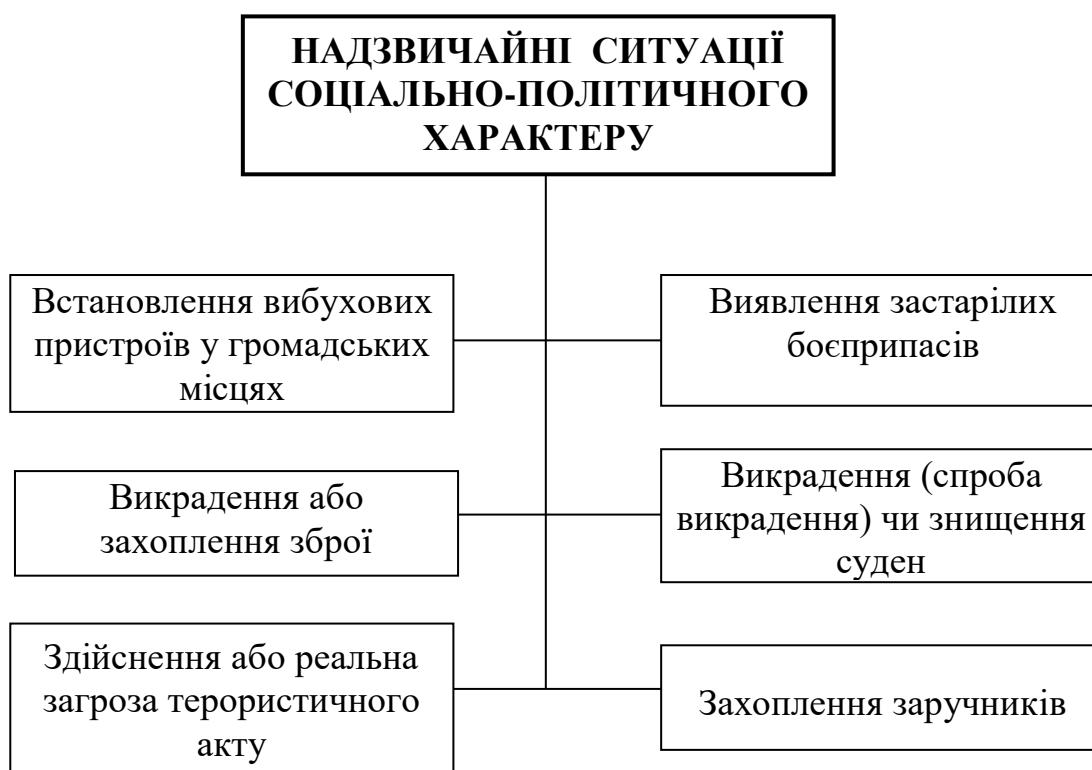 НАДЗВИЧАЙНІ СИТУАЦІЇ
СОЦІАЛЬНО-ПОЛІТИЧНОГО
ХАРАКТЕРУ
Встановлення вибухових
пристроїв у громадських
місцях
Виявлення застарілих
боєприпасів
Викрадення або
захоплення зброї
Викрадення (спроба
викрадення) чи знищення
суден
Здійснення або реальна
загроза терористичного
акту
Захоплення заручників